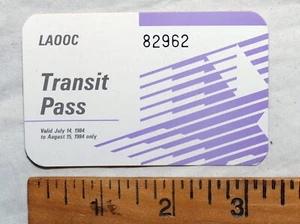 LAOOC
82962
Transit
Pass
Valid July 14, 1984
to August 15, 1984 only
1
2
3